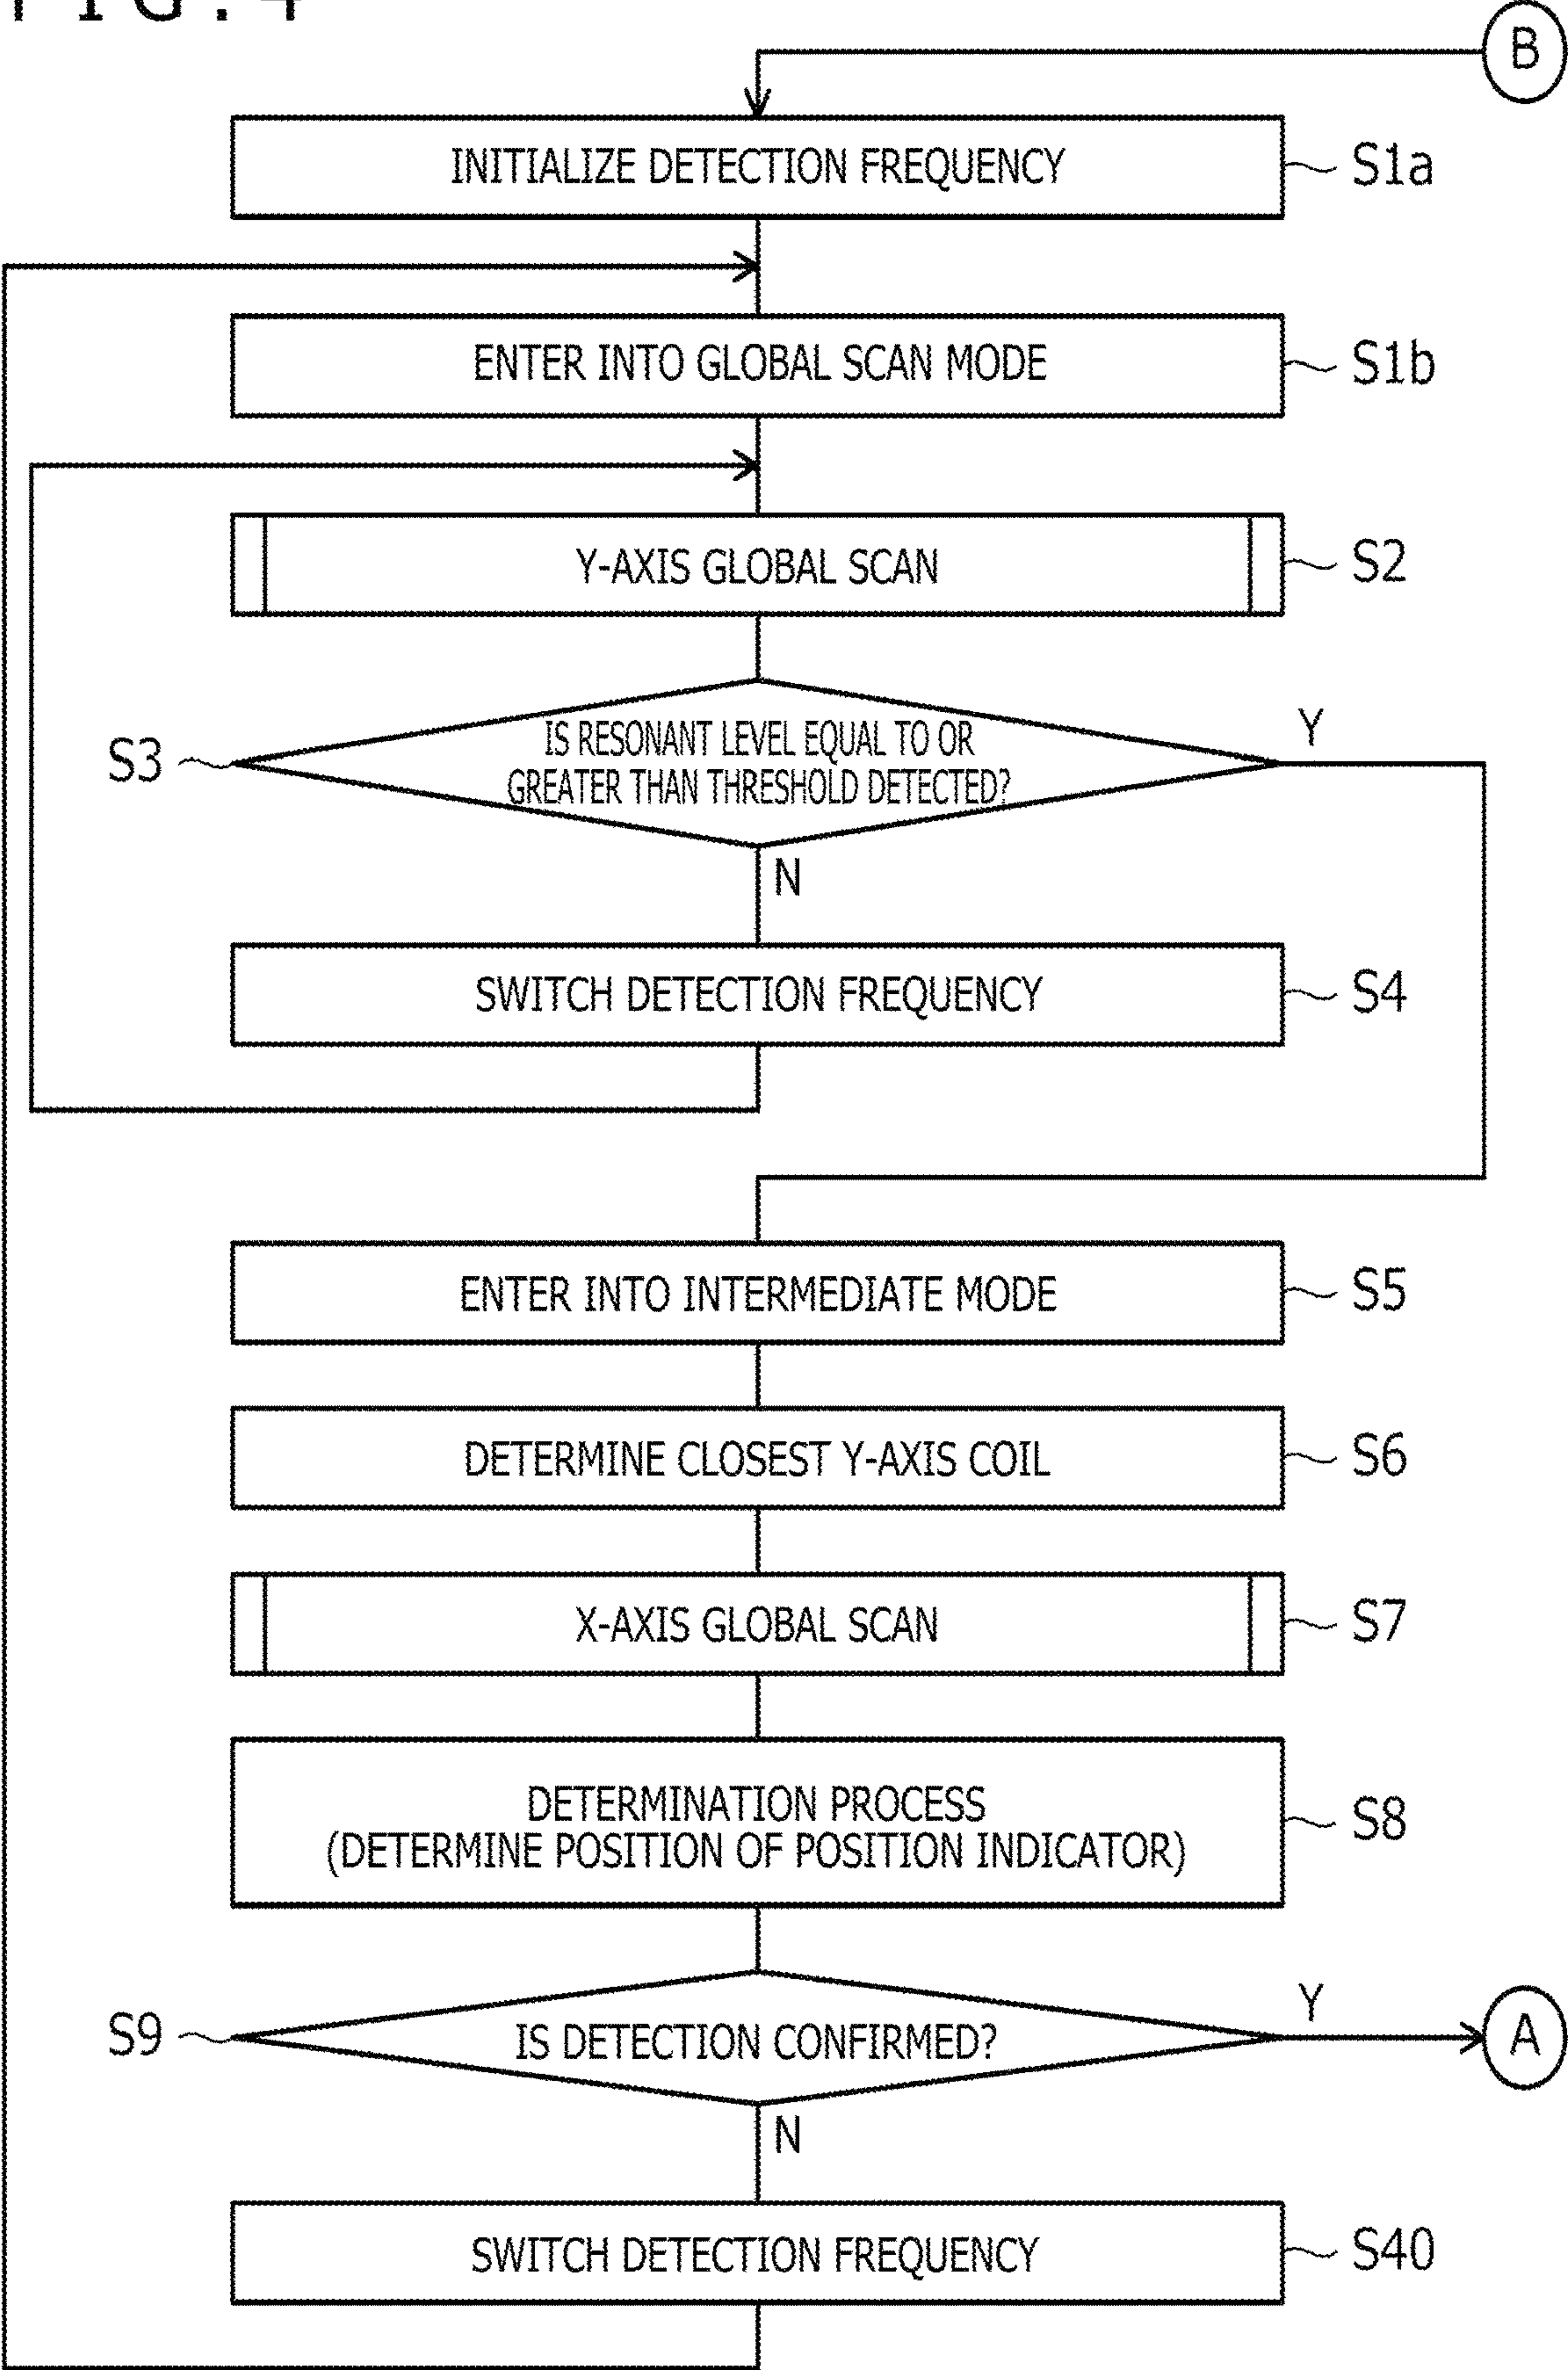 FIG.4
B
INITIALIZE DETECTION FREQUENCY
S1a
ENTER INTO GLOBAL SCAN MODE
S1b
Y-AXIS GLOBAL SCAN
S2
S3
IS RESONANT LEVEL EQUAL TO OR
GREATER THAN THRESHOLD DETECTED?
Y
N
SWITCH DETECTION FREQUENCY
S4
ENTER INTO INTERMEDIATE MODE
S5
DETERMINE CLOSEST Y-AXIS COIL
S6
X-AXIS GLOBAL SCAN
S7
DETERMINATION PROCESS
(DETERMINE POSITION OF POSITION INDICATOR)
S8
S9
IS DETECTION CONFIRMED?
Y
A
N
SWITCH DETECTION FREQUENCY
S40